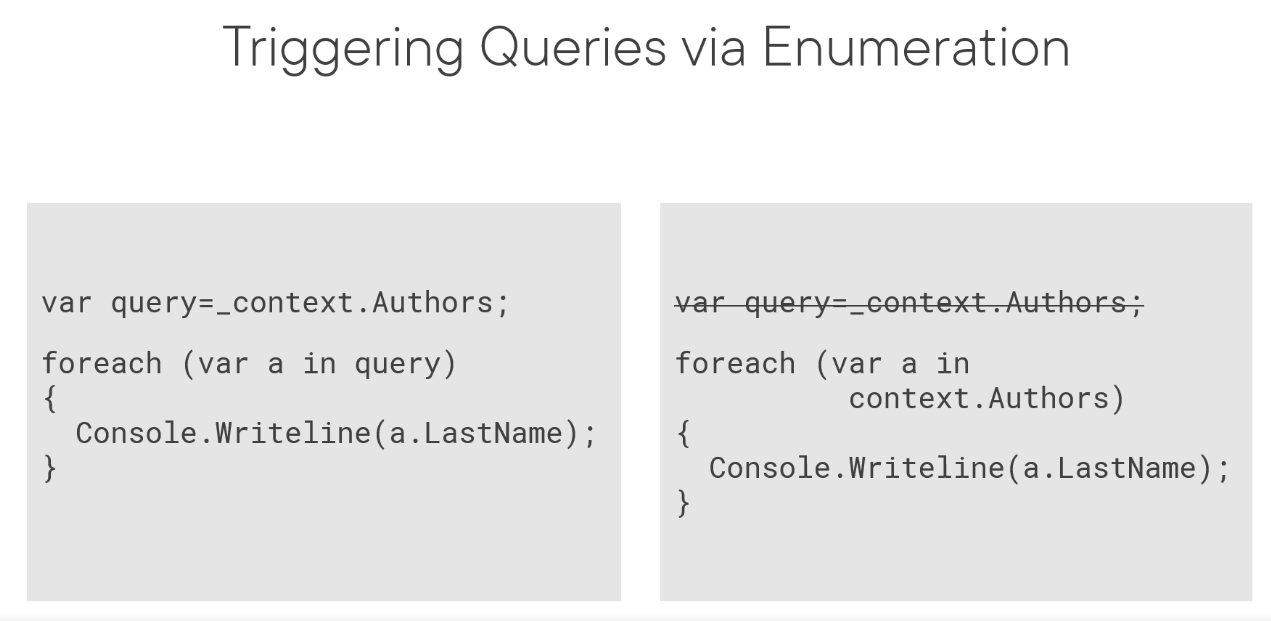 Triggering Queries via Enumeration
var query=_context.Authors;
foreach (var a in query)
{
  Console.Writeline(a.LastName);
}
var query=_context.Authors;
foreach (var a in
          context.Authors)
{
  Console.Writeline(a.LastName);
}